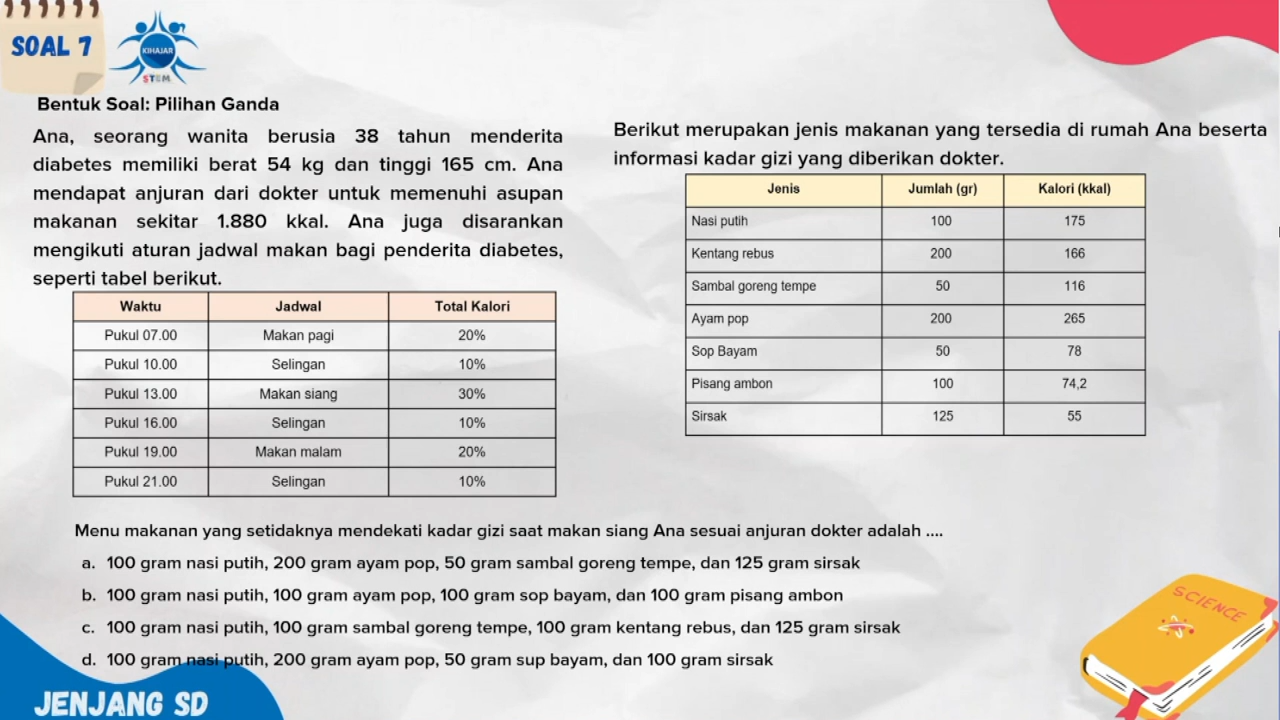 SOAL 7
KIHAJAR
STEM
Bentuk Soal: Pilihan Ganda
Ana, seorang wanita berusia 38 tahun menderita
diabetes memiliki berat 54 kg dan tinggi 165 cm. Ana
mendapat anjuran dari dokter untuk memenuhi asupan
makanan sekitar 1.880 kkal. Ana juga disarankan
mengikuti aturan jadwal makan bagi penderita diabetes,
seperti tabel berikut.
Waktu Jadwal Total Kalori
Pukul 07.00 Makan pagi 20%
Pukul 10.00 Selingan 10%
Pukul 13.00 Makan siang 30%
Pukul 16.00 Selingan 10%
Pukul 19.00 Makan malam 20%
Pukul 21.00 Selingan 10%
Berikut merupakan jenis makanan yang tersedia di rumah Ana beserta
informasi kadar gizi yang diberikan dokter.
Jenis Jumlah (gr) Kalori (kkal)
Nasi putih 100 175
Kentang rebus 200 166
Sambal goreng tempe 50 116
Ayam pop 200 265
Sop Bayam 50 78
Pisang ambon 100 74,2
Sirsak 125 55
Menu makanan yang setidaknya mendekati kadar gizi saat makan siang Ana sesuai anjuran dokter adalah ....
a. 100 gram nasi putih, 200 gram ayam pop, 50 gram sambal goreng tempe, dan 125 gram sirsak
b. 100 gram nasi putih, 100 gram ayam pop, 100 gram sop bayam, dan 100 gram pisang ambon
c. 100 gram nasi putih, 100 gram sambal goreng tempe, 100 gram kentang rebus, dan 125 gram sirsak
d. 100 gram nasi putih, 200 gram ayam pop, 50 gram sup bayam, dan 100 gram sirsak
SCIENCE
JENJANG SD